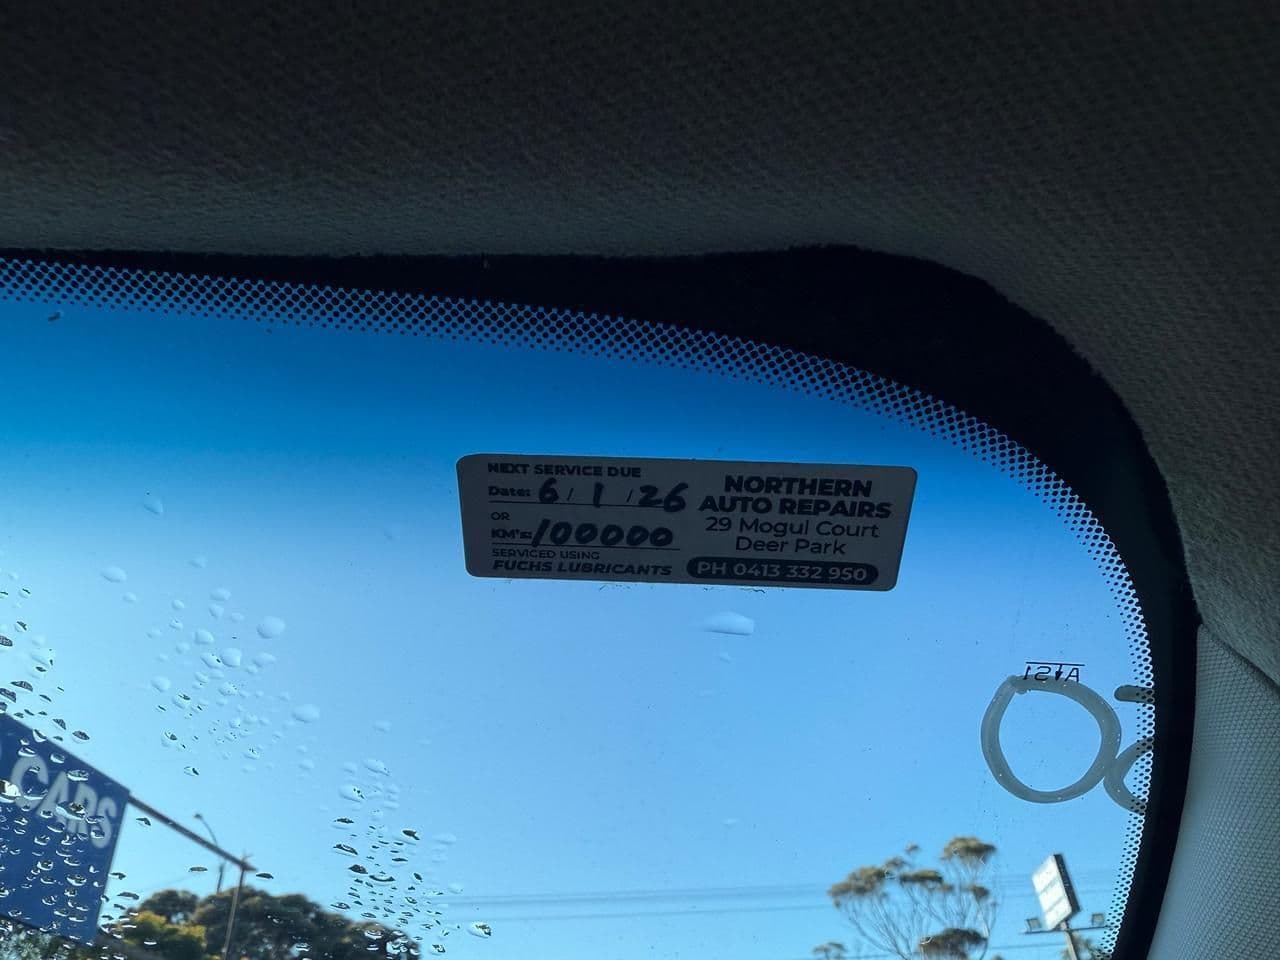 NEXT SERVICE DUE
Date: 6 / 1 / 26
OR
KM's: 100000
SERVICED USING
FUCHS LUBRICANTS
NORTHERN
AUTO REPAIRS
29 Mogul Court
Deer Park
PH 0413 332 950
CARS